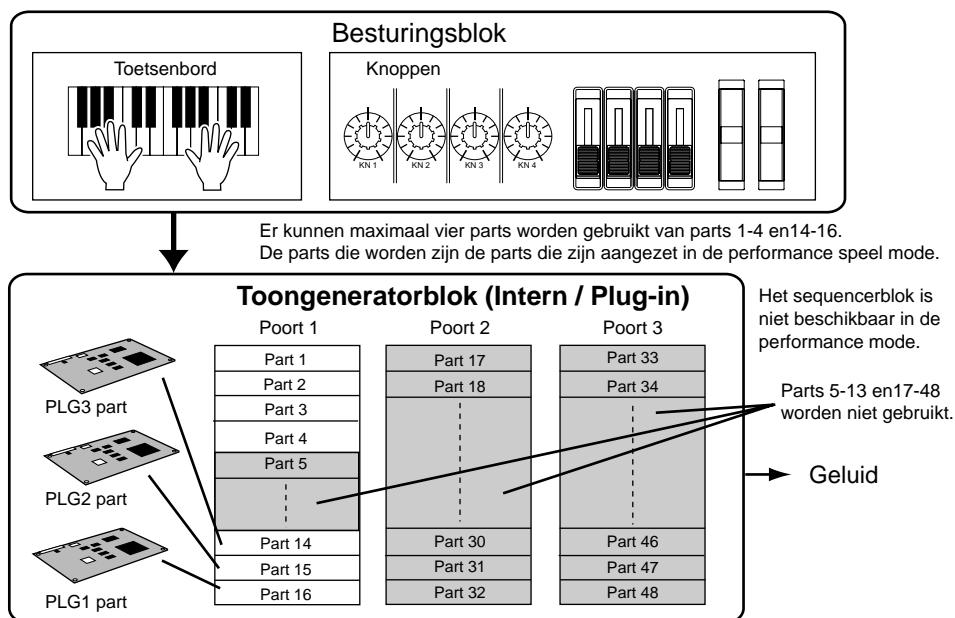 Besturingsblok
Toetsenbord
Knoppen
KN 1
KN 2
KN 3
KN 4
Er kunnen maximaal vier parts worden gebruikt van parts 1-4 en14-16.
De parts die worden zijn de parts die zijn aangezet in de performance speel mode.
Toongeneratorblok (Intern / Plug-in)
Het sequencerblok is
niet beschikbaar in de
performance mode.
Poort 1
Poort 2
Poort 3
Part 1
Part 2
Part 3
Part 4
Part 5
Part 14
Part 15
Part 16
Part 17
Part 18
Part 30
Part 31
Part 32
Part 33
Part 34
Part 46
Part 47
Part 48
PLG3 part
PLG2 part
PLG1 part
Parts 5-13 en17-48
worden niet gebruikt.
Geluid